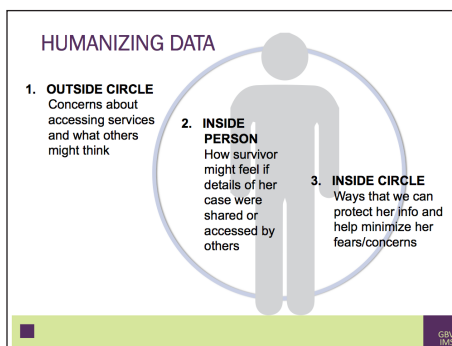 HUMANIZING DATA
1. OUTSIDE CIRCLE
Concerns about
accessing services
and what others
might think
2. INSIDE
PERSON
How survivor
might feel if
details of her
case were
shared or
accessed by
others
3. INSIDE CIRCLE
Ways that we can
protect her info and
help minimize her
fears/concerns
GBV
IMS